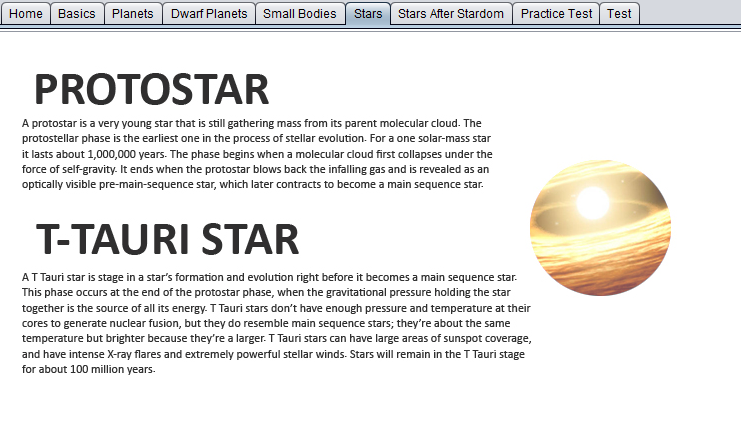 Home Basics Planets Dwarf Planets Small Bodies Stars Stars After Stardom Practice Test Test
PROTOSTAR
A protostar is a very young star that is still gathering mass from its parent molecular cloud. The
protostellar phase is the earliest one in the process of stellar evolution. For a one solar-mass star
it lasts about 1,000,000 years. The phase begins when a molecular cloud first collapses under the
force of self-gravity. It ends when the protostar blows back the infalling gas and is revealed as an
optically visible pre-main-sequence star, which later contracts to become a main sequence star.
T-TAURI STAR
A T Tauri star is stage in a star's formation and evolution right before it becomes a main sequence star.
This phase occurs at the end of the protostar phase, when the gravitational pressure holding the star
together is the source of all its energy. T Tauri stars don't have enough pressure and temperature at their
cores to generate nuclear fusion, but they do resemble main sequence stars; they're about the same
temperature but brighter because they're a larger. T Tauri stars can have large areas of sunspot coverage,
and have intense X-ray flares and extremely powerful stellar winds. Stars will remain in the T Tauri stage
for about 100 million years.